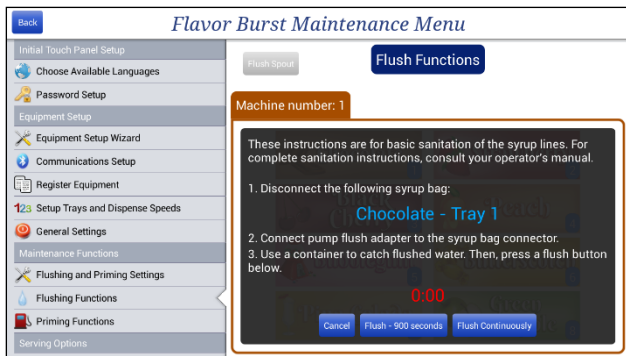 Back
Flavor Burst Maintenance Menu
Initial Touch Panel Setup
Choose Available Languages
Password Setup
Equipment Setup
Equipment Setup Wizard
Communications Setup
Register Equipment
123 Setup Trays and Dispense Speeds
General Settings
Maintenance Functions
Flushing and Priming Settings
Flushing Functions
Priming Functions
Serving Options
Flush Spout
Flush Functions
Machine number: 1
These instructions are for basic sanitation of the syrup lines. For
complete sanitation instructions, consult your operator's manual.
1. Disconnect the following syrup bag:
Chocolate - Tray 1
2. Connect pump flush adapter to the syrup bag connector.
3. Use a container to catch flushed water. Then, press a flush button
below.
0:00
Cancel
Flush - 900 seconds
Flush Continuously